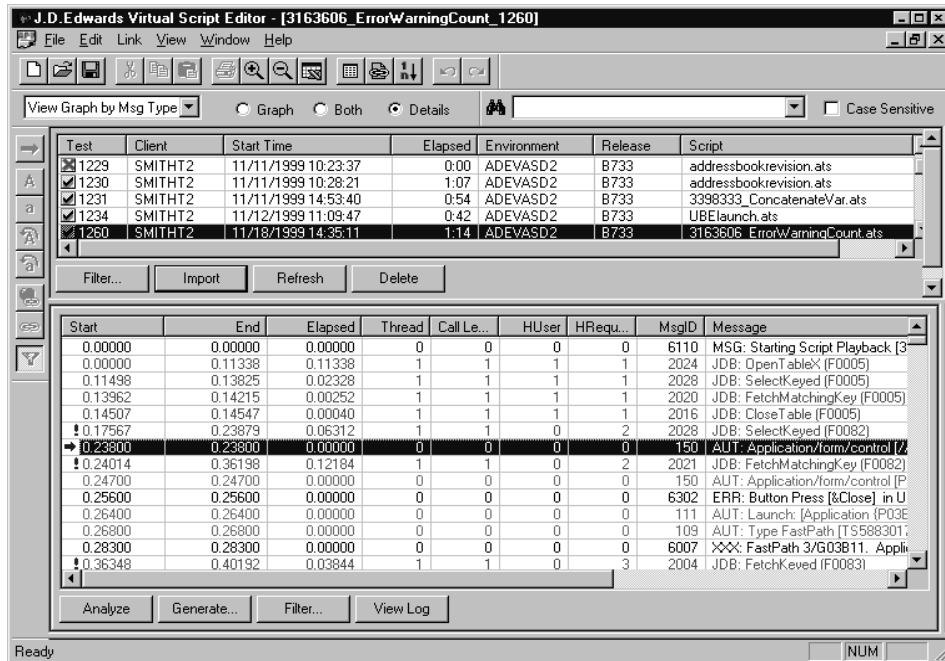 J.D.Edwards Virtual Script Editor - [3163606_ErrorWarningCount_1260]
File Edit Link View Window Help
View Graph by Msg Type Graph Both Details Case Sensitive
Test Client Start Time Elapsed Environment Release Script
1229 SMITHT2 11/11/1999 10:23:37 0:00 ADEVASD2 B733 addressbookrevision.ats
1230 SMITHT2 11/11/1999 10:28:21 1:07 ADEVASD2 B733 addressbookrevision.ats
1231 SMITHT2 11/11/1999 14:53:40 0:54 ADEVASD2 B733 3398333_ConcatenateVar.ats
1234 SMITHT2 11/12/1999 11:09:47 0:42 ADEVASD2 B733 UBElaunch.ats
1260 SMITHT2 11/18/1999 14:35:11 1:14 ADEVASD2 B733 3163606_ErrorWarningCount.ats
Filter... Import Refresh Delete
Start End Elapsed Thread Call Le... HUser HRequ... MsgID Message
0.00000 0.00000 0.00000 0 0 0 0 6110 MSG: Starting Script Playback [3
0.00000 0.11338 0.11338 1 1 1 1 2024 JDB: OpenTableX (F0005)
0.11498 0.13825 0.02328 1 1 1 1 2028 JDB: SelectKeyed (F0005)
0.13962 0.14215 0.00252 1 1 1 1 2020 JDB: FetchMatchingKey (F0005)
0.14507 0.14547 0.00040 1 1 1 1 2016 JDB: CloseTable (F0005)
! 0.17567 0.23879 0.06312 1 1 0 2 2028 JDB: SelectKeyed (F0082)
0.23800 0.23800 0.00000 0 0 0 0 150 AUT: Application/form/control [/
! 0.24014 0.36198 0.12184 1 1 0 2 2021 JDB: FetchMatchingKey (F0082)
0.24700 0.24700 0.00000 0 0 0 0 150 AUT: Application/form/control [P
0.25600 0.25600 0.00000 0 0 0 0 6302 ERR: Button Press [&Close] in U
0.26400 0.26400 0.00000 0 0 0 0 111 AUT: Launch: [Application {P03B
0.26800 0.26800 0.00000 0 0 0 0 109 AUT: Type FastPath [TS5883017
0.28300 0.28300 0.00000 0 0 0 0 6007 XXX: FastPath 3/G03B11. Appli
! 0.36348 0.40192 0.03844 1 1 0 3 2004 JDB: FetchKeyed (F0083)
Analyze Generate... Filter... View Log
Ready NUM